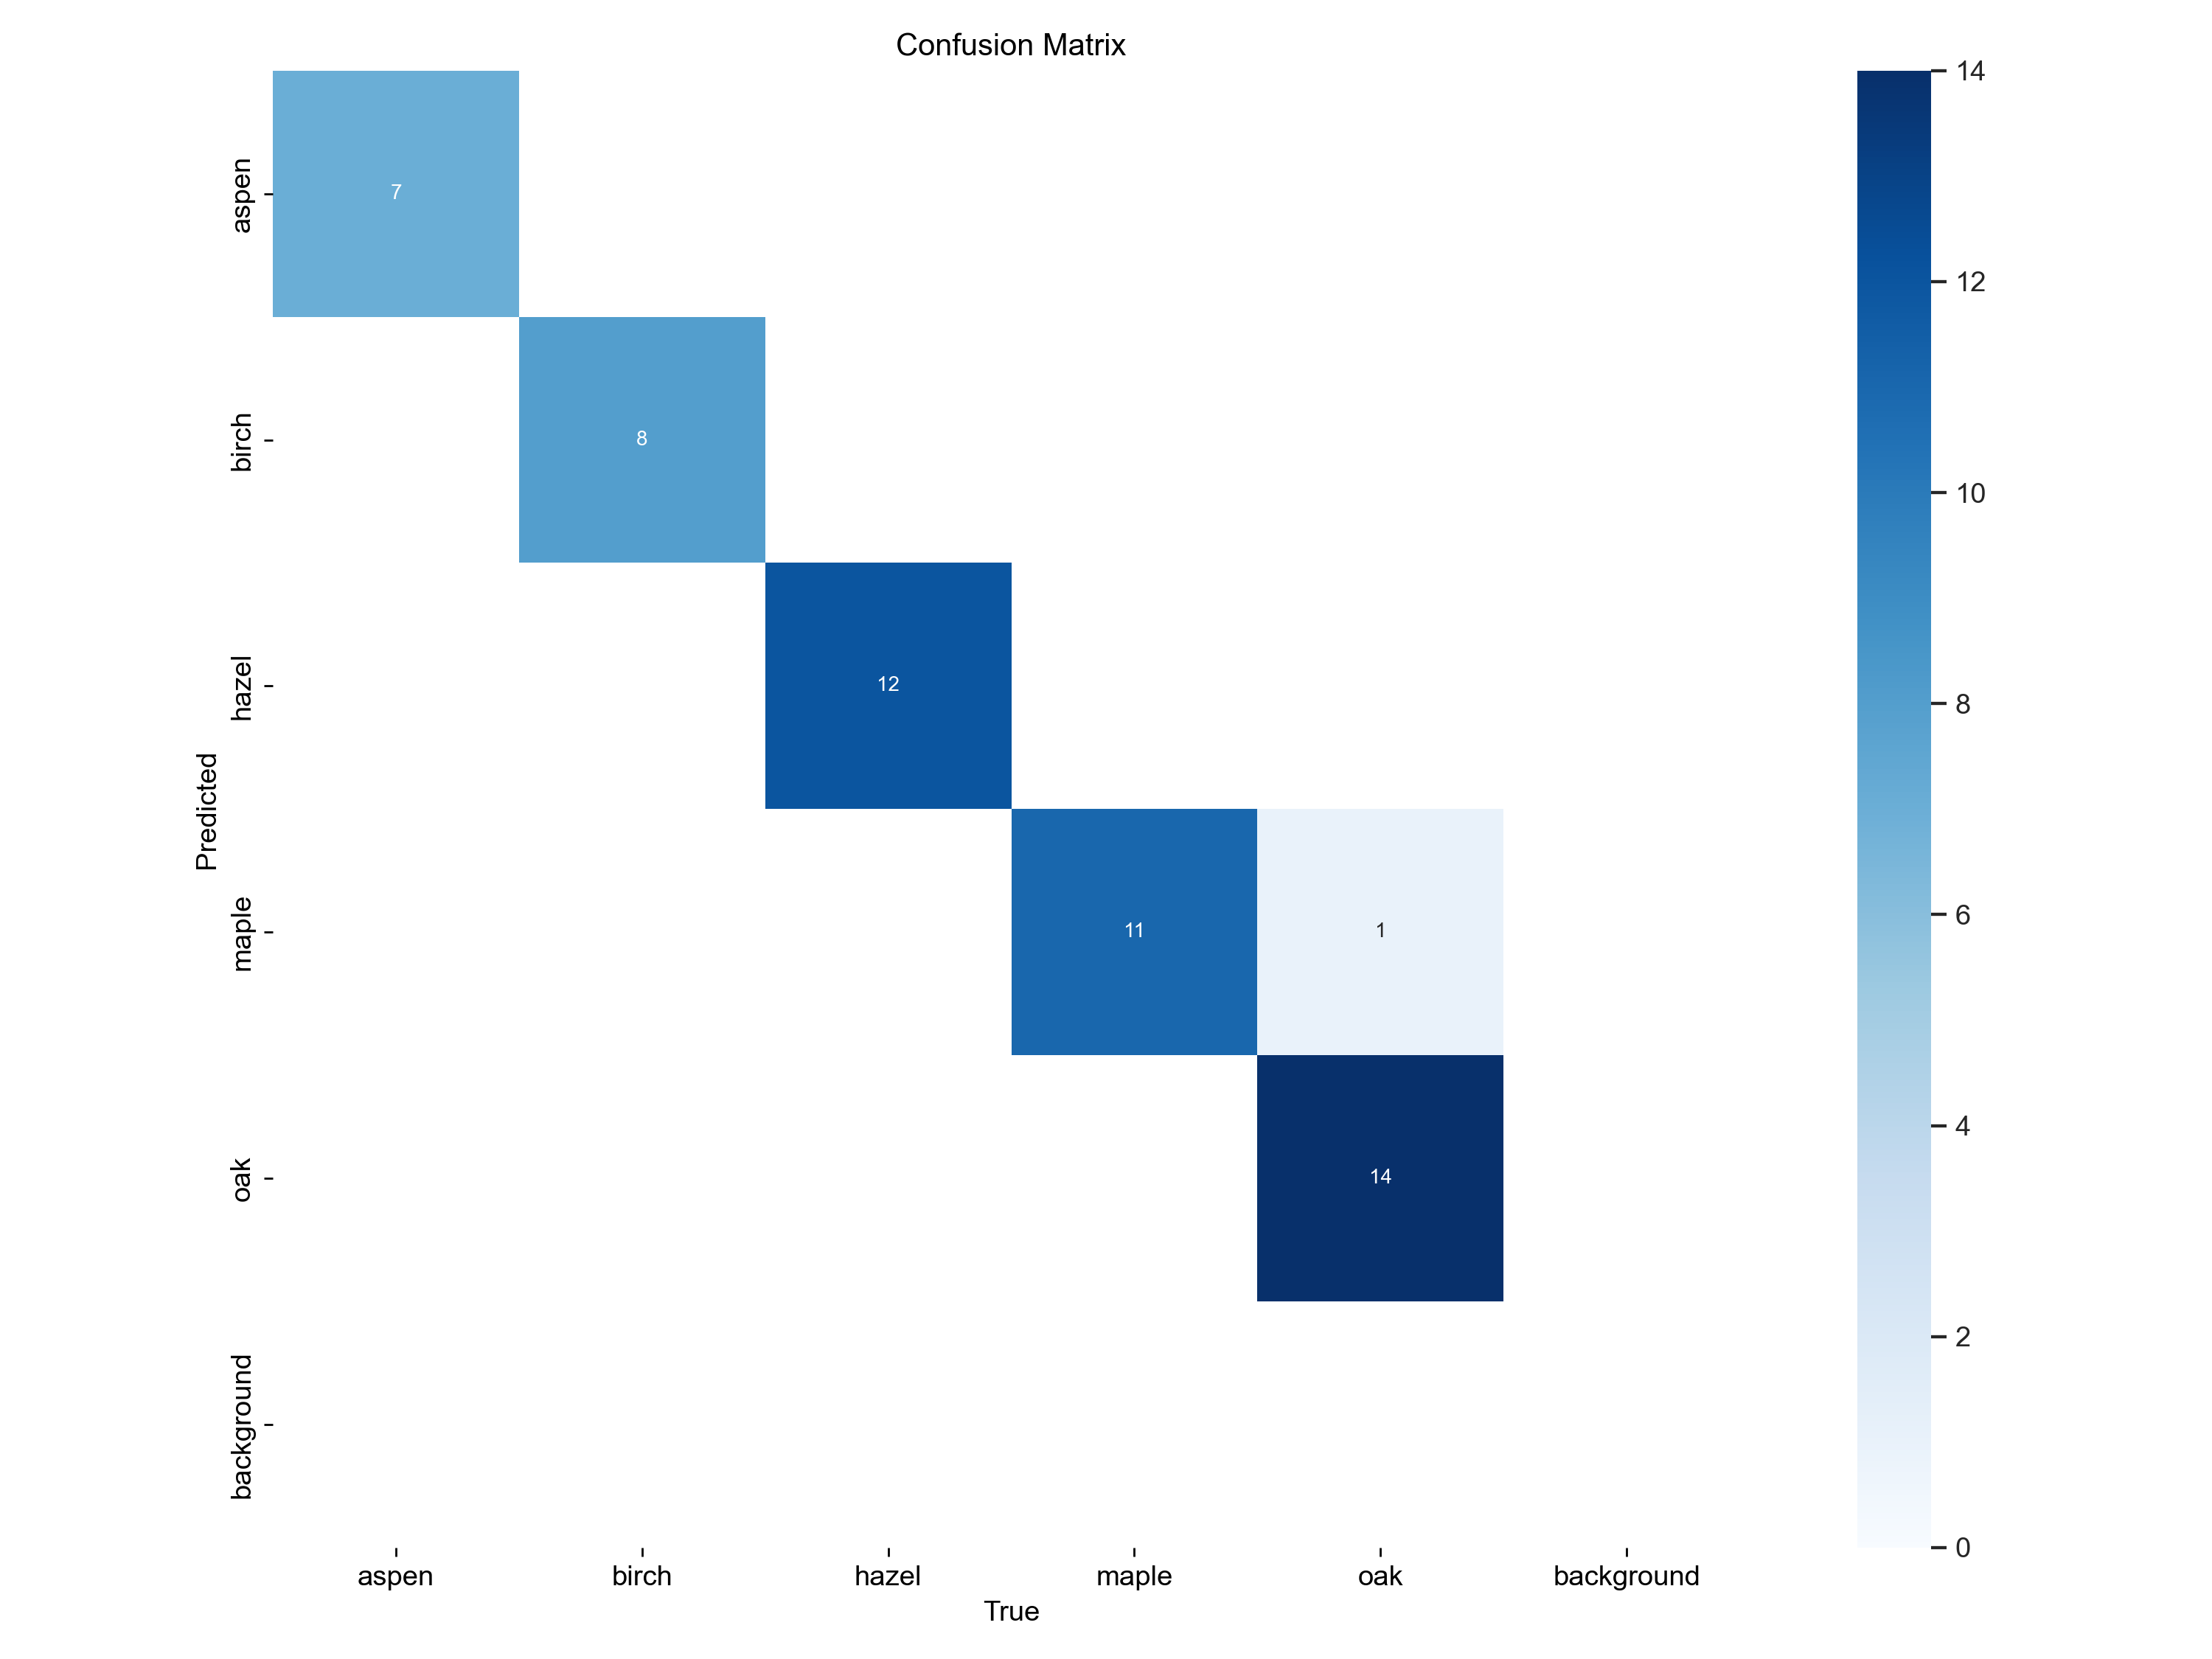 Confusion Matrix
aspen
7
birch
8
hazel
12
maple
11
1
oak
14
background
Predicted
aspen
birch
hazel
maple
oak
background
True
14
12
10
8
6
4
2
0